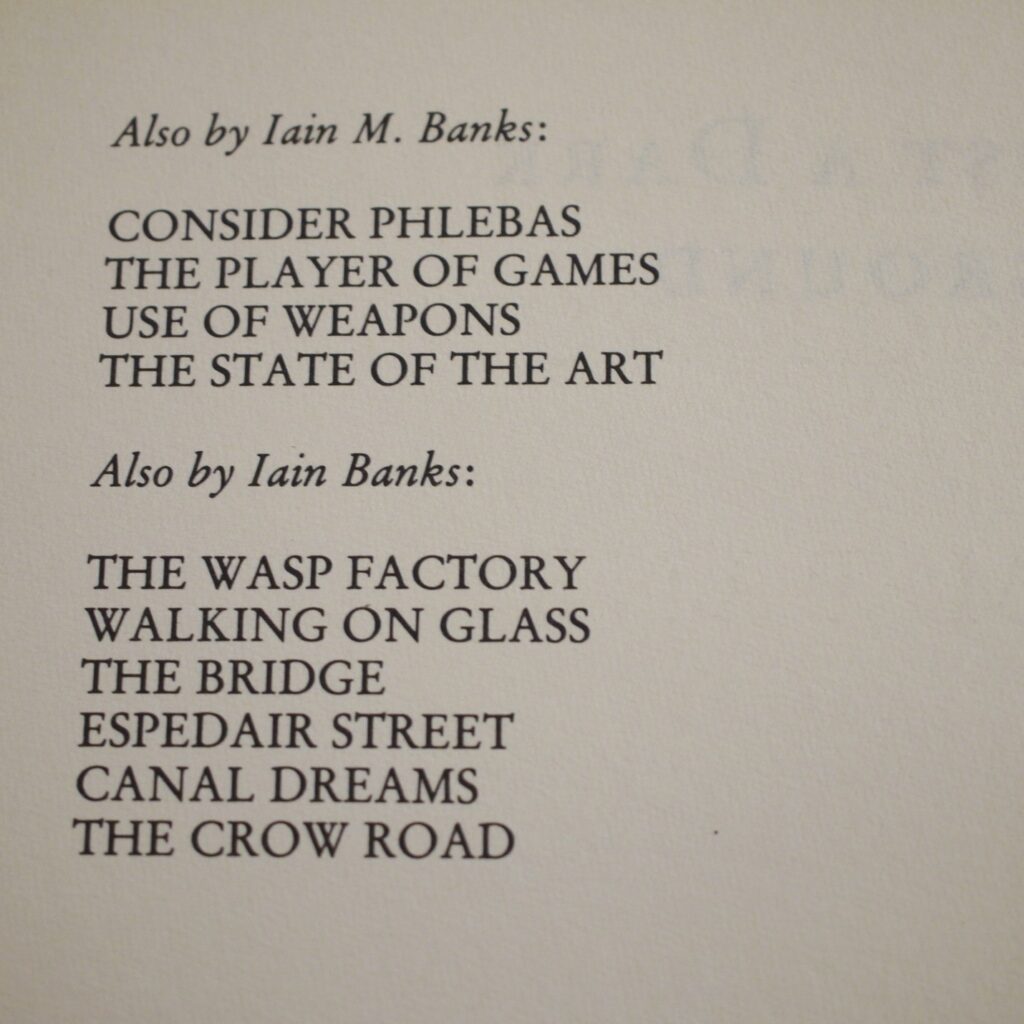 Also by Iain M. Banks:
CONSIDER PHLEBAS
THE PLAYER OF GAMES
USE OF WEAPONS
THE STATE OF THE ART
Also by Iain Banks:
THE WASP FACTORY
WALKING ON GLASS
THE BRIDGE
ESPEDAIR STREET
CANAL DREAMS
THE CROW ROAD